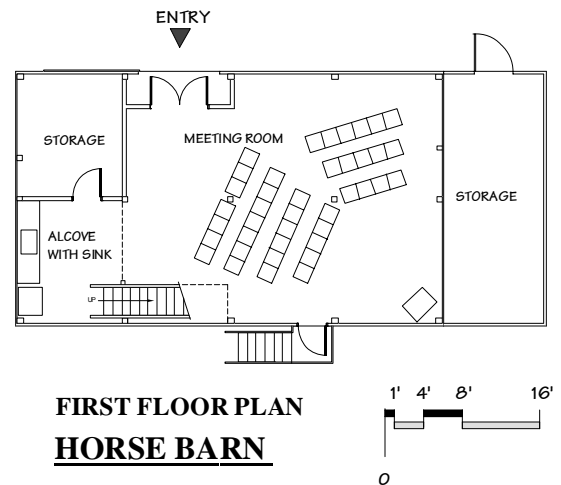 ENTRY
STORAGE
MEETING ROOM
STORAGE
ALCOVE
WITH SINK
UP
FIRST FLOOR PLAN
HORSE BARN
1' 4' 8' 16'
0